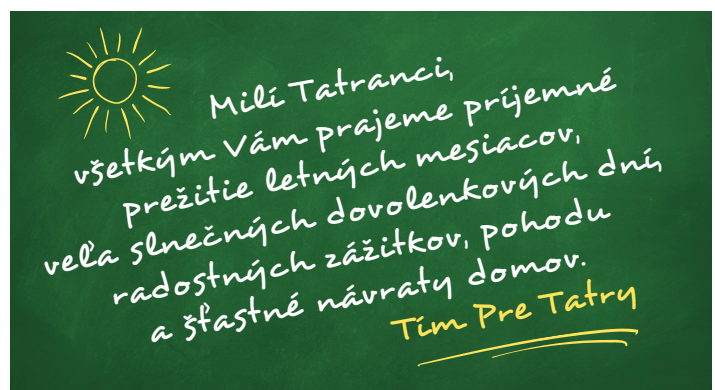 Milí Tatranci,
všetkým Vám prajeme príjemné
prežitie letných mesiacov,
veľa slnečných dovolenkových dní,
radostných zážitkov, pohodu
a šťastné návraty domov.
Tím Pre Tatry